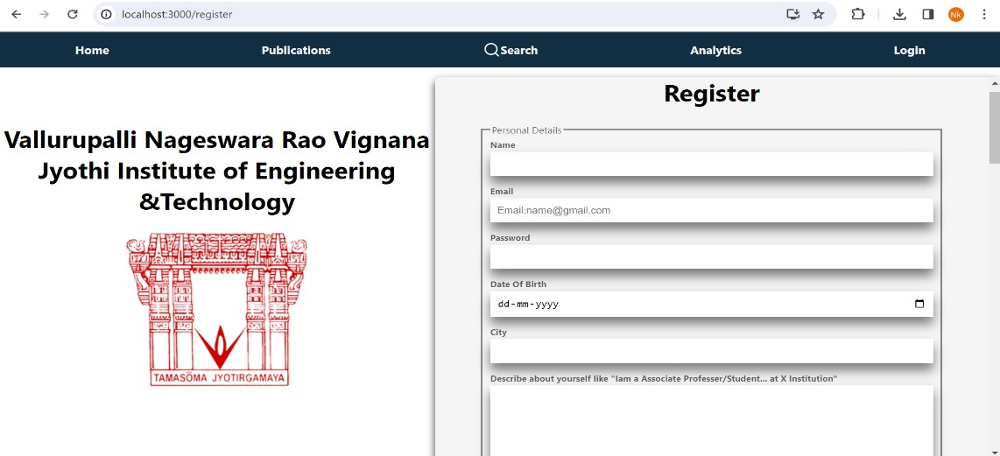 localhost:3000/register
Nk
Home Publications Search Analytics Login
Vallurupalli Nageswara Rao Vignana
Jyothi Institute of Engineering
&Technology
TAMASŌMA JYOTIRGAMAYA
Register
Personal Details
Name
Email
Email:name@gmail.com
Password
Date Of Birth
dd-mm-yyyy
City
Describe about yourself like "Iam a Associate Professer/Student... at X Institution"